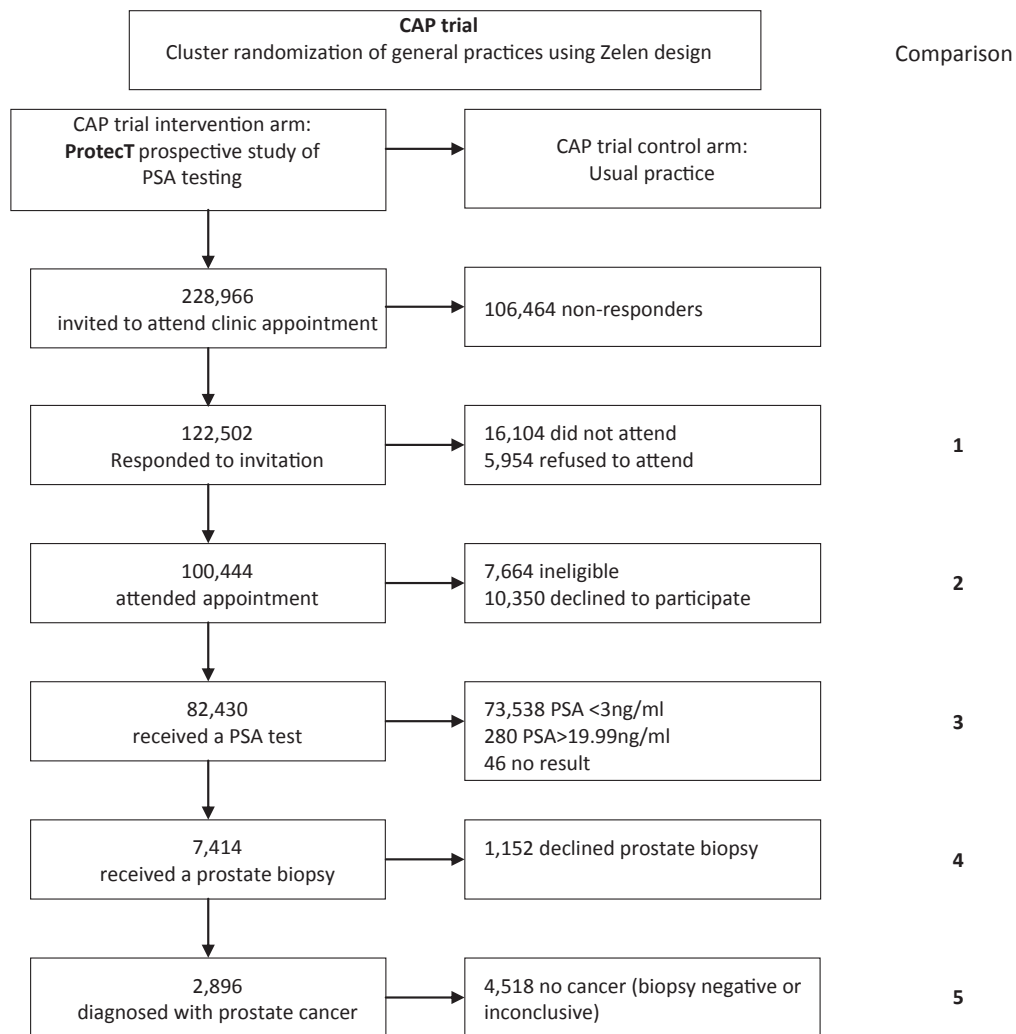 CAP trial
Cluster randomization of general practices using Zelen design
Comparison
CAP trial intervention arm:
ProtecT prospective study of
PSA testing
CAP trial control arm:
Usual practice
228,966
invited to attend clinic appointment
106,464 non-responders
122,502
Responded to invitation
16,104 did not attend
5,954 refused to attend
1
100,444
attended appointment
7,664 ineligible
10,350 declined to participate
2
82,430
received a PSA test
73,538 PSA <3ng/ml
280 PSA>19.99ng/ml
46 no result
3
7,414
received a prostate biopsy
1,152 declined prostate biopsy
4
2,896
diagnosed with prostate cancer
4,518 no cancer (biopsy negative or
inconclusive)
5